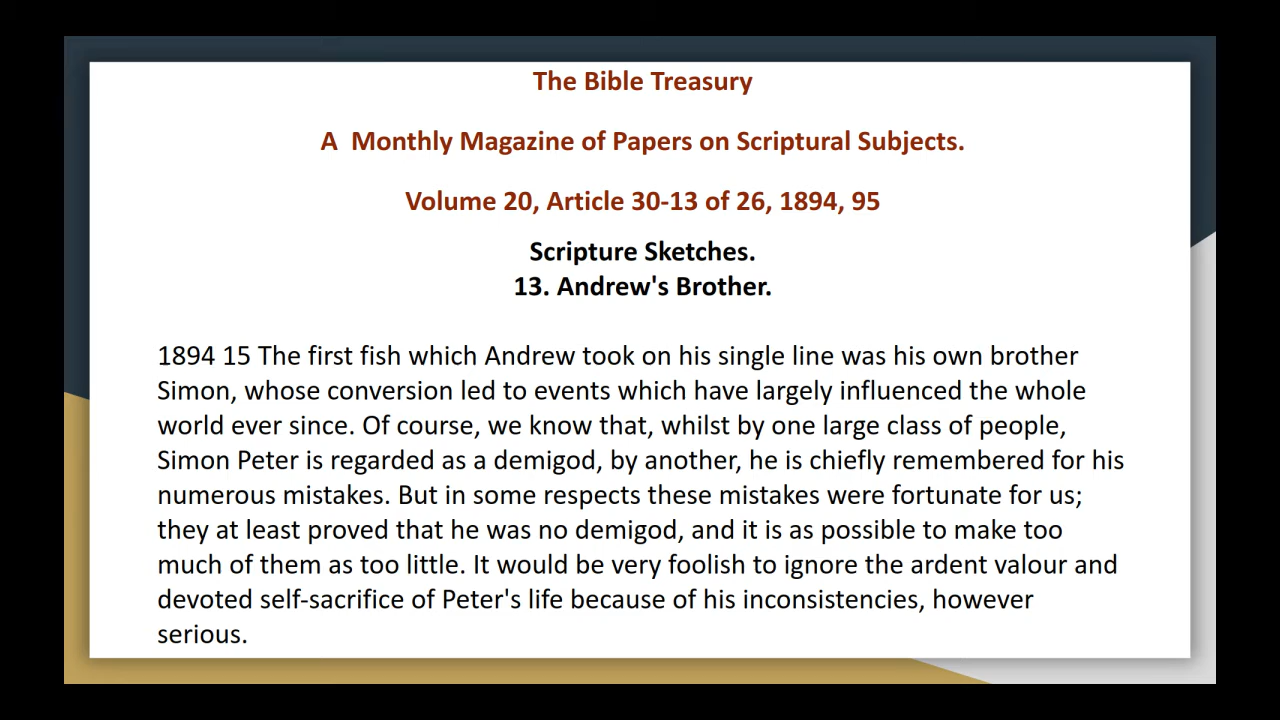 The Bible Treasury
A  Monthly Magazine of Papers on Scriptural Subjects.
Volume 20, Article 30-13 of 26, 1894, 95
Scripture Sketches.
13. Andrew's Brother.
1894 15 The first fish which Andrew took on his single line was his own brother
Simon, whose conversion led to events which have largely influenced the whole
world ever since. Of course, we know that, whilst by one large class of people,
Simon Peter is regarded as a demigod, by another, he is chiefly remembered for his
numerous mistakes. But in some respects these mistakes were fortunate for us;
they at least proved that he was no demigod, and it is as possible to make too
much of them as too little. It would be very foolish to ignore the ardent valour and
devoted self-sacrifice of Peter's life because of his inconsistencies, however
serious.